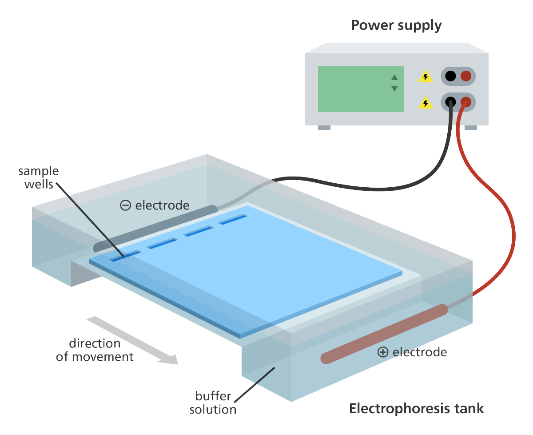 Power supply
sample
wells
⊖ electrode
direction
of movement
⊕ electrode
buffer
solution
Electrophoresis tank